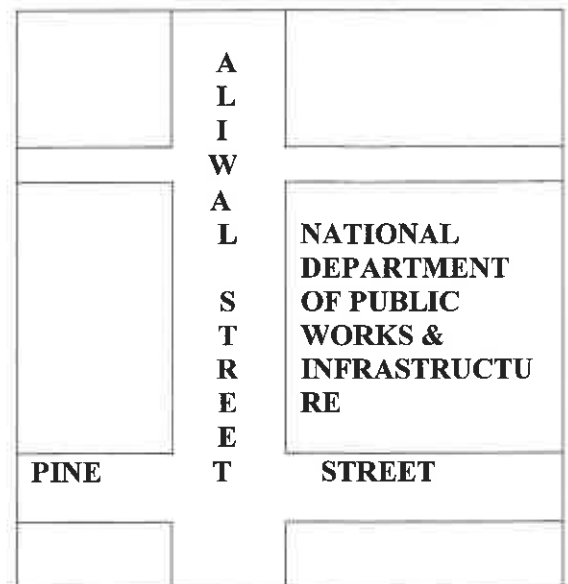 A
L
I
W
A
L
S
T
R
E
E
T
NATIONAL
DEPARTMENT
OF PUBLIC
WORKS &
INFRASTRUCTU
RE
PINE
STREET